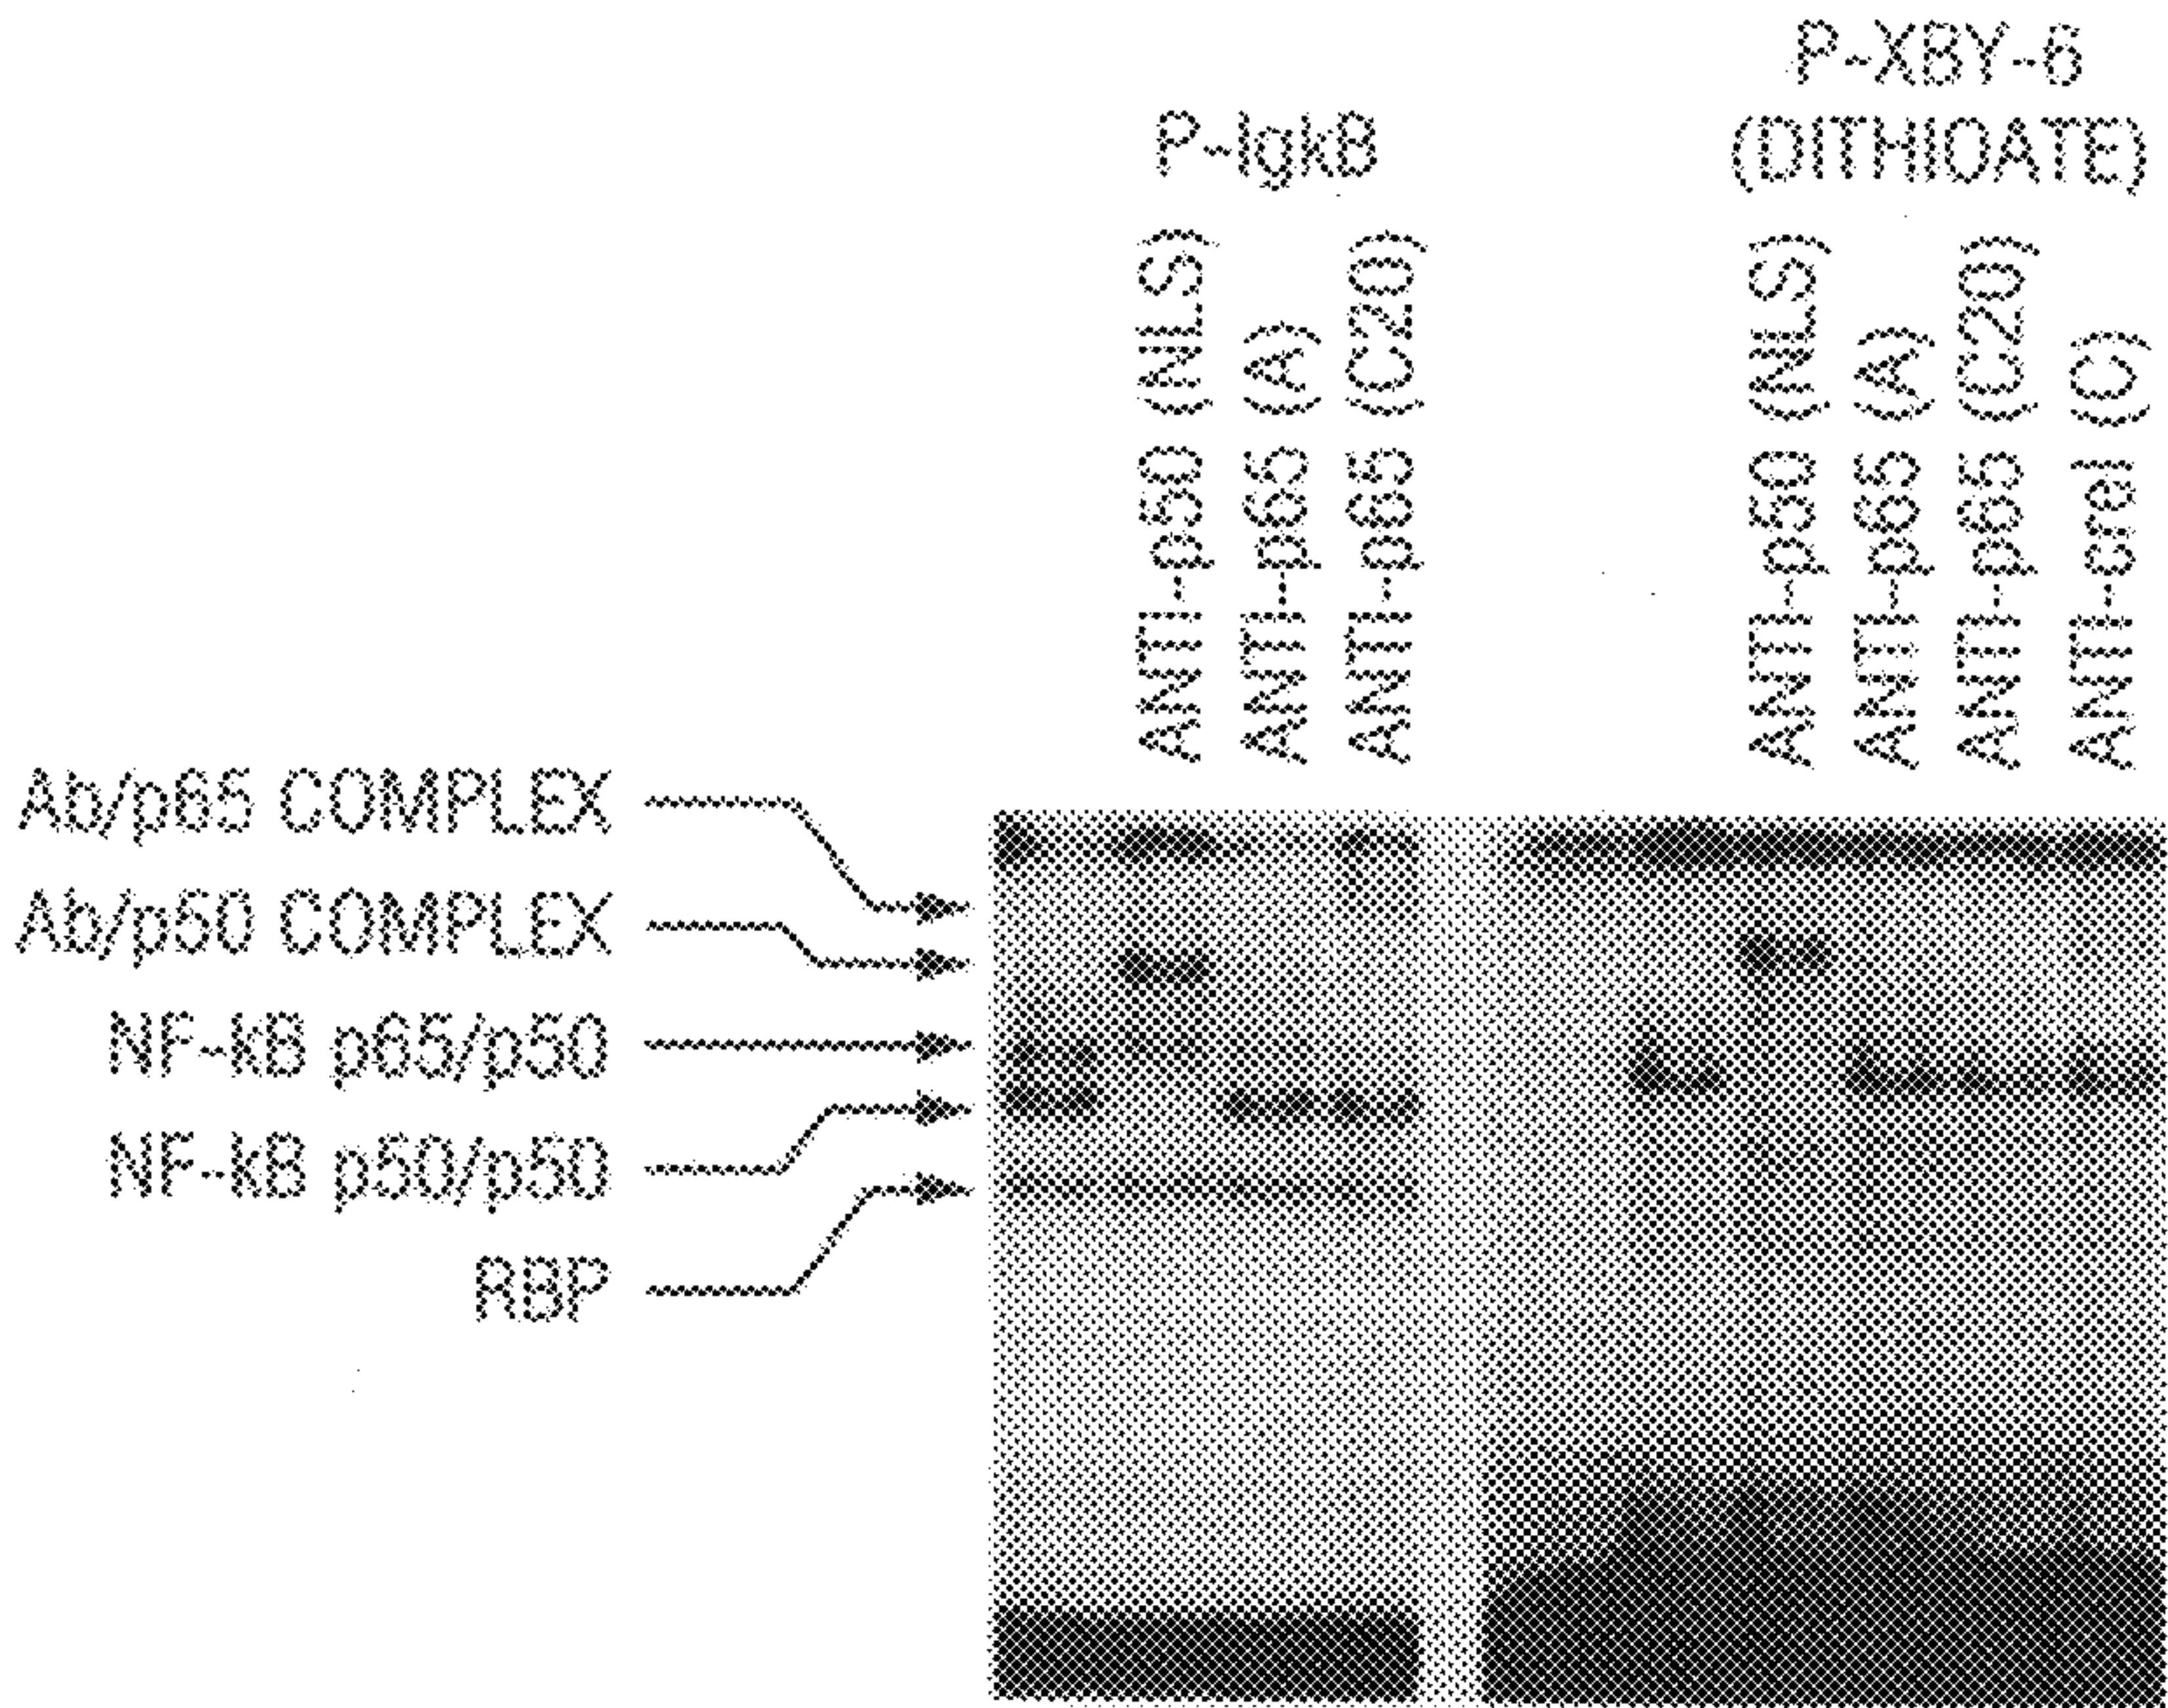 P-XBY-6
(DITHIOATE)
P-IgkB
ANTI-p50 (NLS)
ANTI-p65 (A)
ANTI-p65 (C20)
ANTI-p50 (NLS)
ANTI-p65 (A)
ANTI-p65 (C20)
ANTI-crel (C)
Ab/p65 COMPLEX
Ab/p50 COMPLEX
NF-kB p65/p50
NF-kB p50/p50
RBP